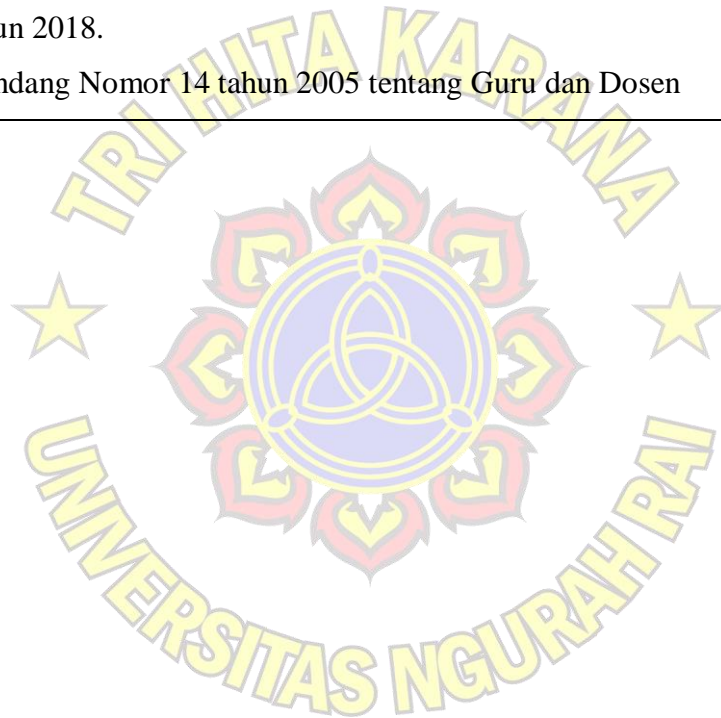 un 2018.
ndang Nomor 14 tahun 2005 tentang Guru dan Dosen
TRI HITA KARANA
UNIVERSITAS NGURAH RAI